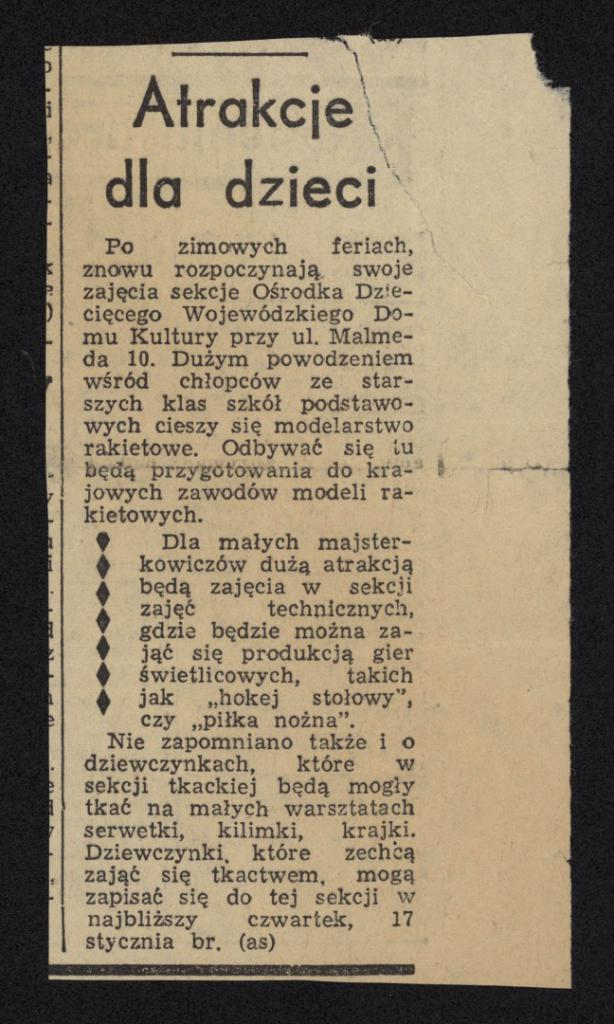 Atrakcje
dla dzieci
Po zimowych feriach,
znowu rozpoczynają swoje
zajęcia sekcje Ośrodka Dzie-
cięcego Wojewódzkiego Do-
mu Kultury przy ul. Malme-
da 10. Dużym powodzeniem
wśród chłopców ze star-
szych klas szkół podstawo-
wych cieszy się modelarstwo
rakietowe. Odbywać się tu
będą przygotowania do kra-
jowych zawodów modeli ra-
kietowych.
Dla małych majster-
kowiczów dużą atrakcją
będą zajęcia w sekcji
zajęć technicznych,
gdzie będzie można za-
jąć się produkcją gier
świetlicowych, takich
jak „hokej stołowy",
czy „piłka nożna".
Nie zapomniano także i o
dziewczynkach, które w
sekcji tkackiej będą mogły
tkać na małych warsztatach
serwetki, kilimki, krajki.
Dziewczynki, które zechcą
zająć się tkactwem, mogą
zapisać się do tej sekcji w
najbliższy czwartek, 17
stycznia br. (as)